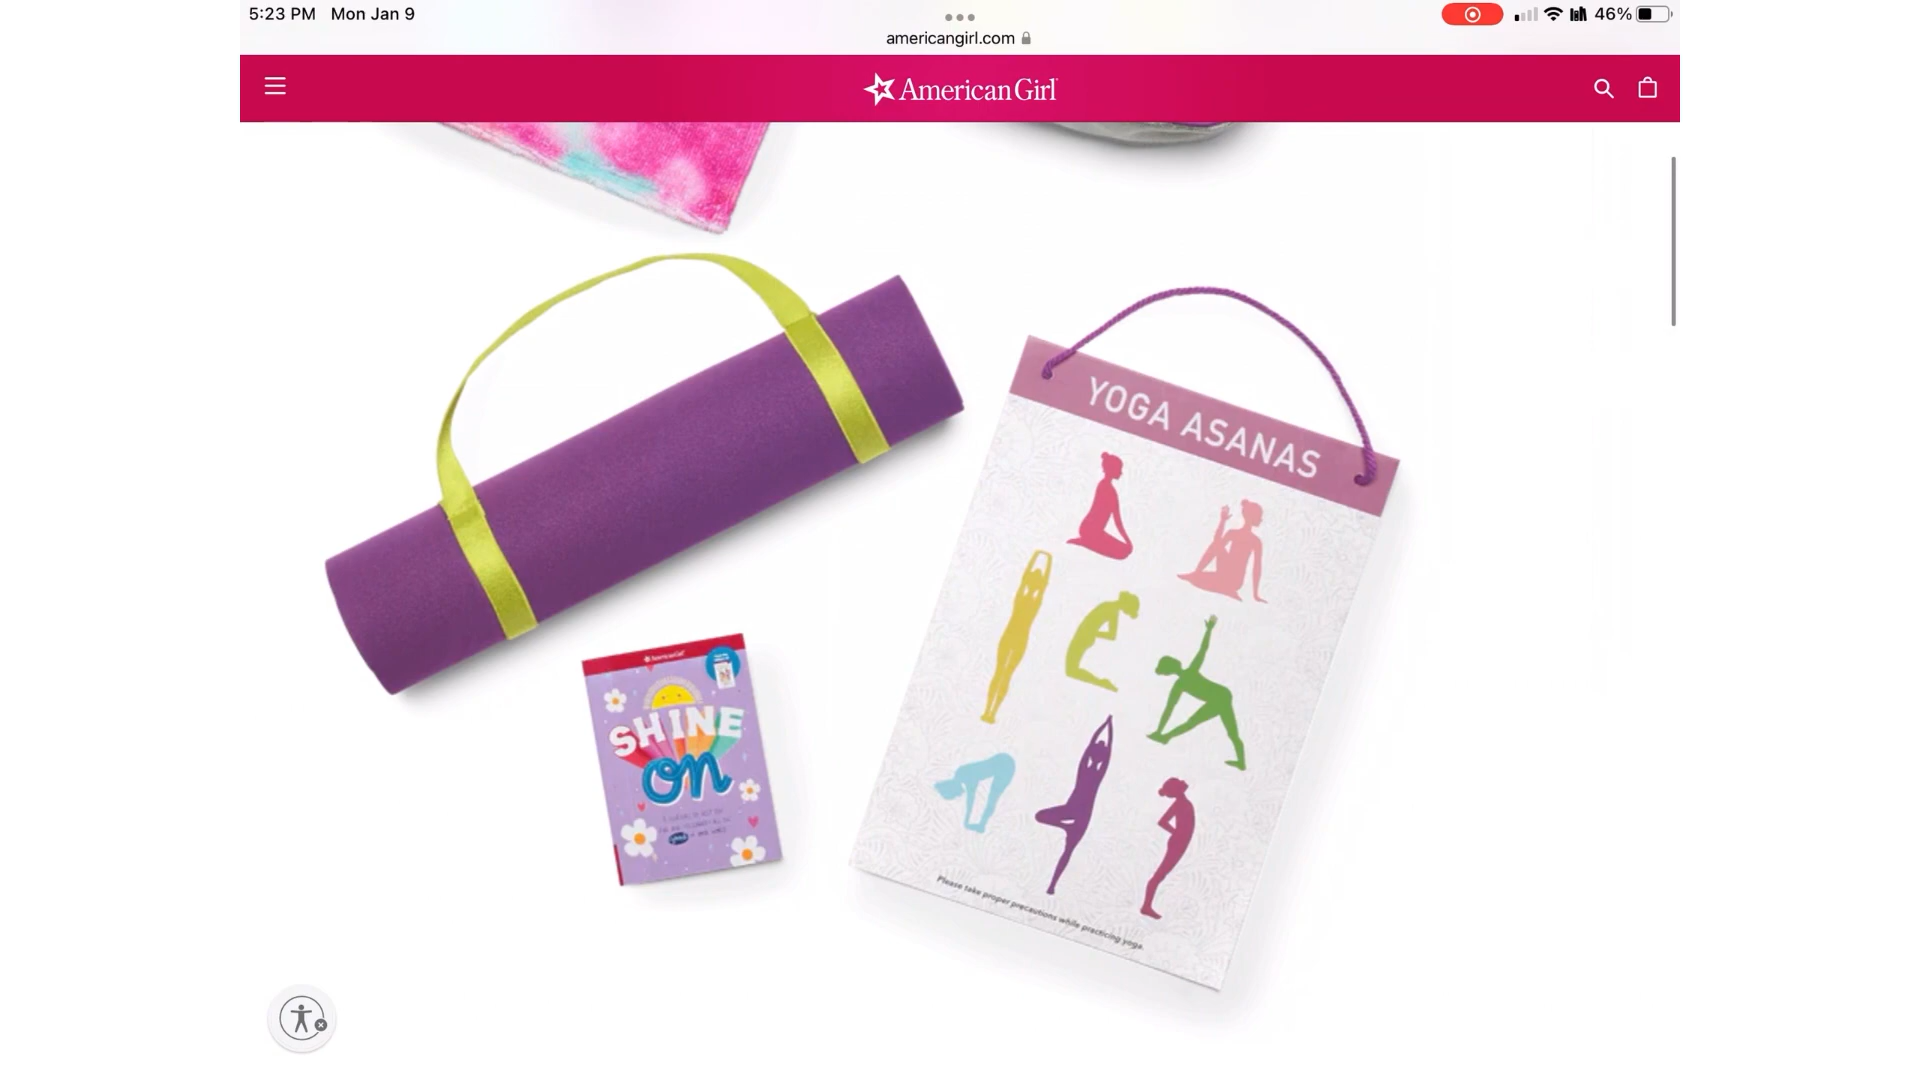 5:23 PM Mon Jan 9
46%
americangirl.com
American Girl
YOGA ASANAS
American Girl
SHINE
on
Please take proper precautions while practicing yoga.